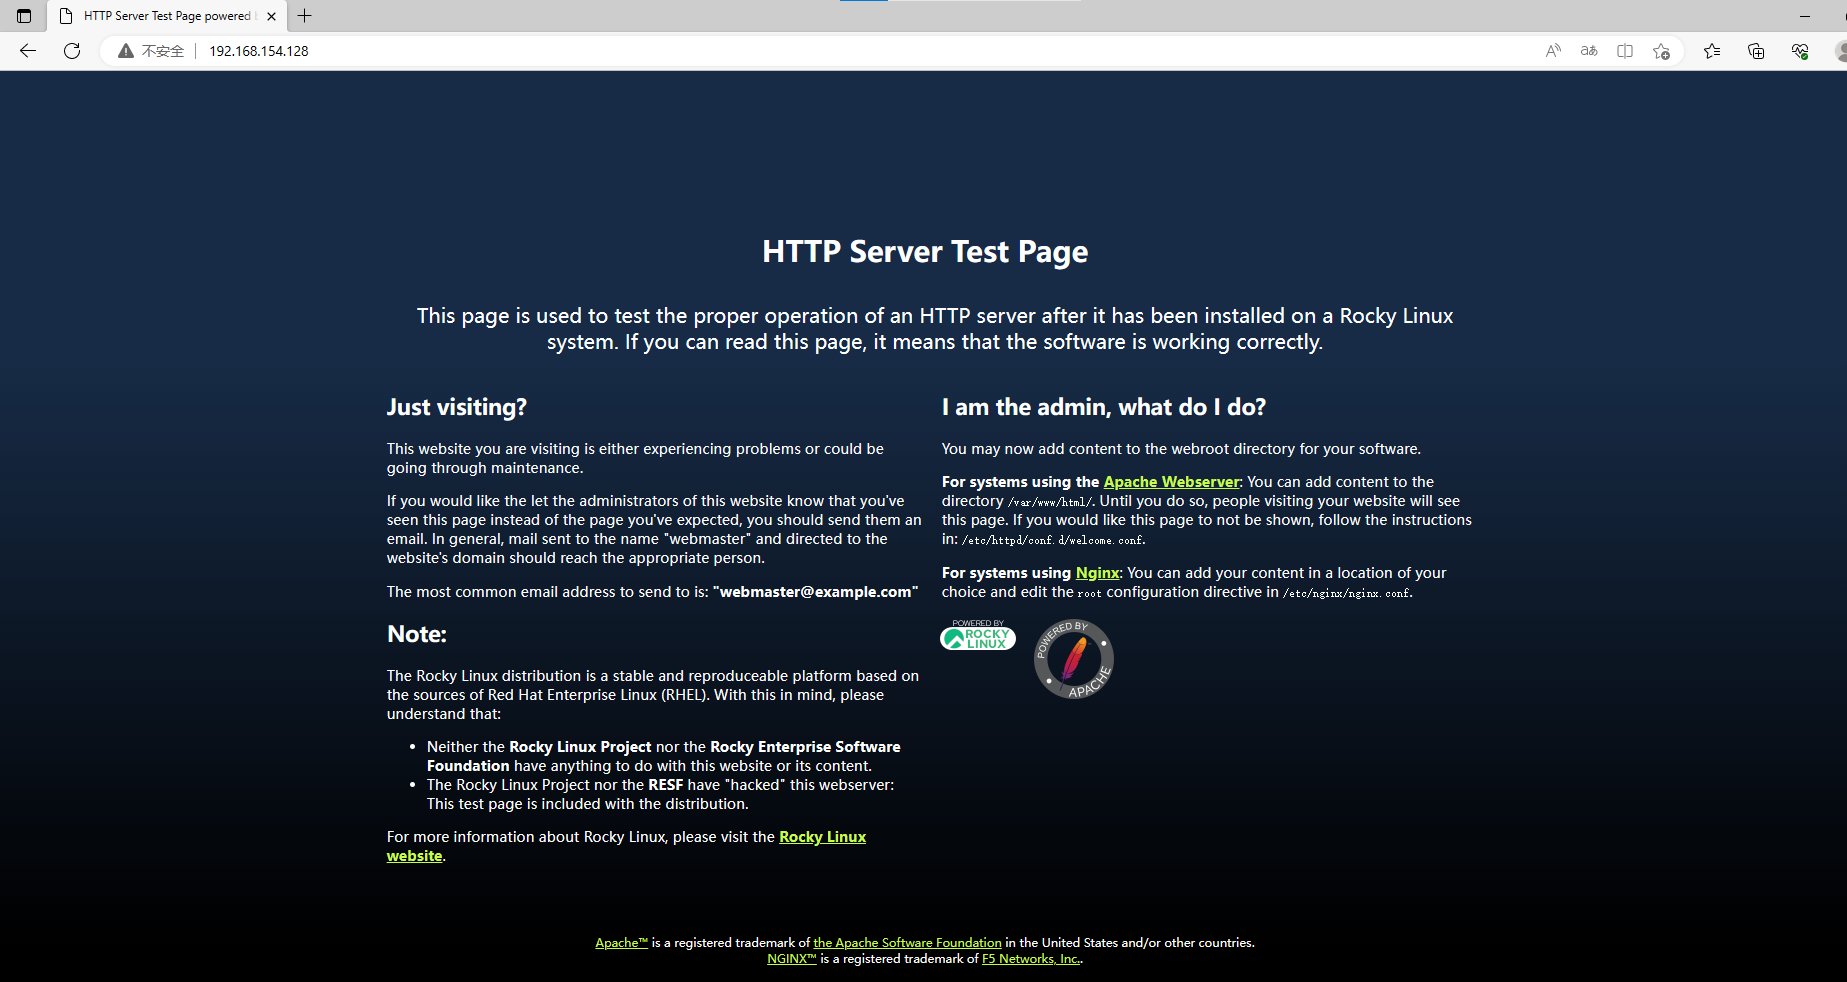 HTTP Server Test Page powered
不安全
192.168.154.128
HTTP Server Test Page
This page is used to test the proper operation of an HTTP server after it has been installed on a Rocky Linux
system. If you can read this page, it means that the software is working correctly.
Just visiting?
This website you are visiting is either experiencing problems or could be
going through maintenance.
If you would like the let the administrators of this website know that you've
seen this page instead of the page you've expected, you should send them an
email. In general, mail sent to the name "webmaster" and directed to the
website's domain should reach the appropriate person.
The most common email address to send to is: "webmaster@example.com"
Note:
The Rocky Linux distribution is a stable and reproduceable platform based on
the sources of Red Hat Enterprise Linux (RHEL). With this in mind, please
understand that:
• Neither the Rocky Linux Project nor the Rocky Enterprise Software
Foundation have anything to do with this website or its content.
• The Rocky Linux Project nor the RESF have "hacked" this webserver:
This test page is included with the distribution.
For more information about Rocky Linux, please visit the Rocky Linux
website.
I am the admin, what do I do?
You may now add content to the webroot directory for your software.
For systems using the Apache Webserver: You can add content to the
directory /var/www/html/. Until you do so, people visiting your website will see
this page. If you would like this page to not be shown, follow the instructions
in: /etc/httpd/conf.d/welcome.conf.
For systems using Nginx: You can add your content in a location of your
choice and edit the root configuration directive in /etc/nginx/nginx.conf.
POWERED BY
ROCKY
LINUX
POWERED BY
APACHE
Apache™ is a registered trademark of the Apache Software Foundation in the United States and/or other countries.
NGINX™ is a registered trademark of F5 Networks, Inc..